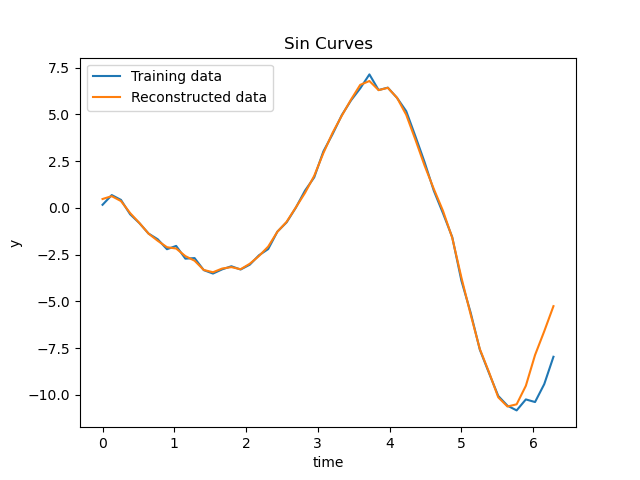 Sin Curves
Training data
Reconstructed data
7.5
5.0
2.5
0.0
−2.5
−5.0
−7.5
−10.0
y
0 1 2 3 4 5 6
time